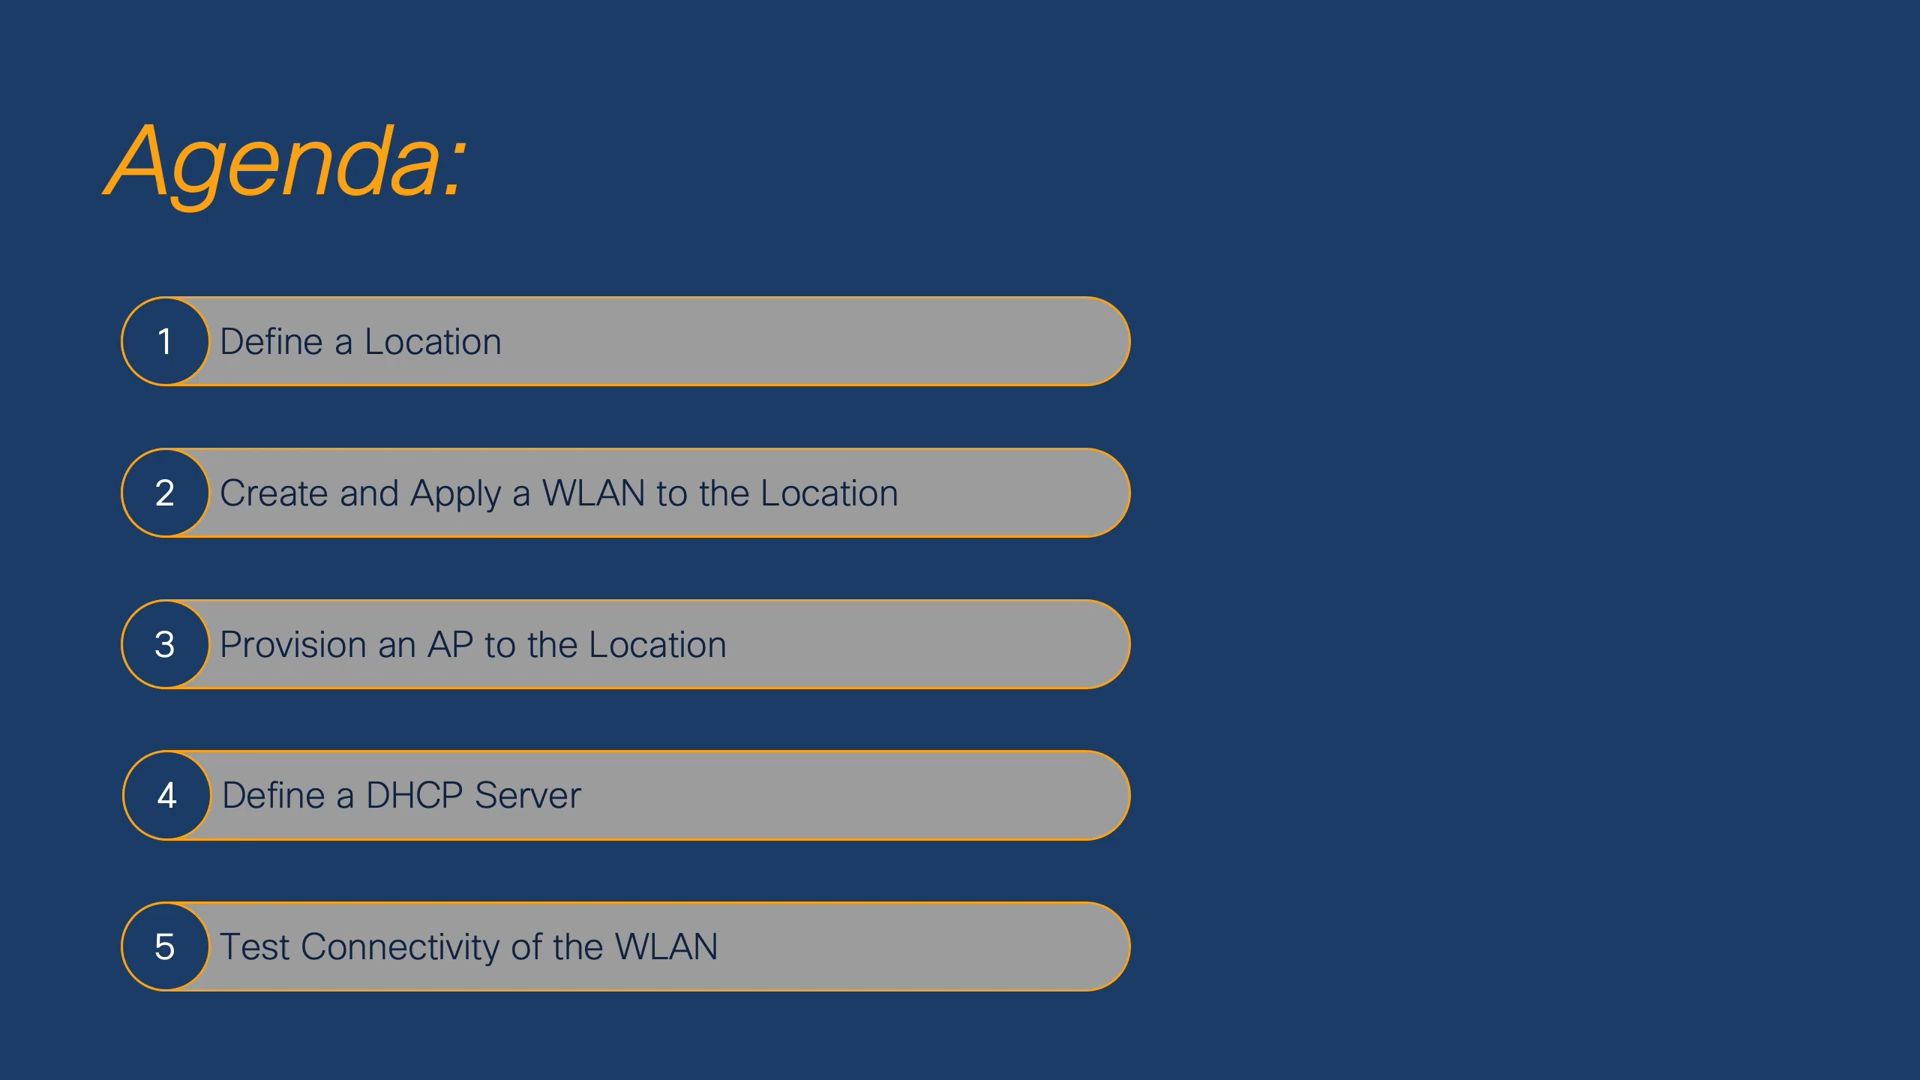 Agenda:
1 Define a Location
2 Create and Apply a WLAN to the Location
3 Provision an AP to the Location
4 Define a DHCP Server
5 Test Connectivity of the WLAN